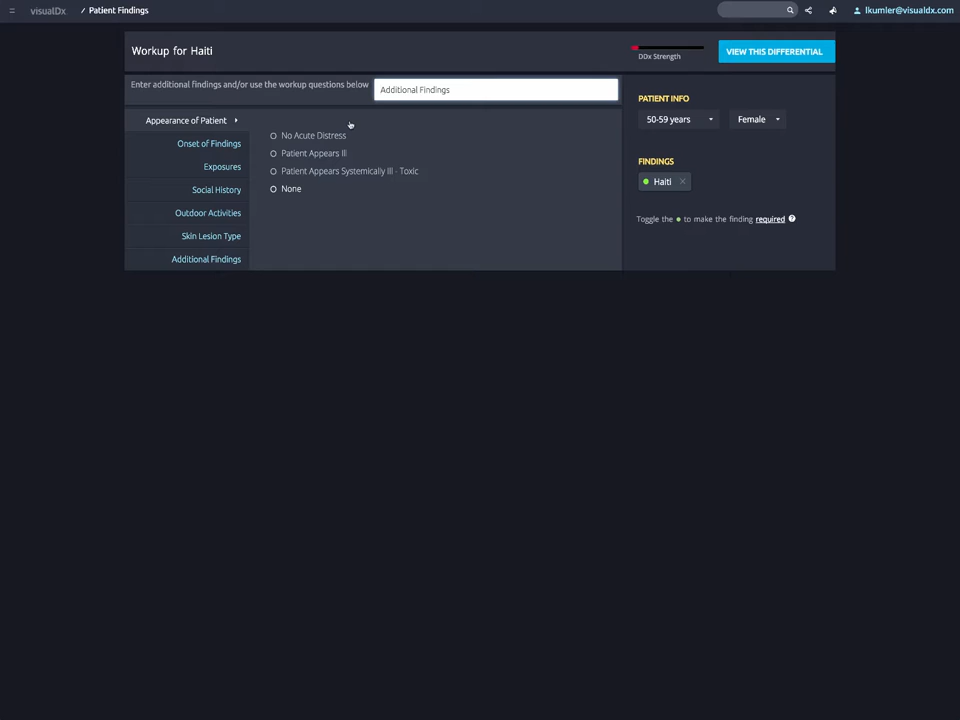 visualDx / Patient Findings
lkumler@visualdx.com
Workup for Haiti
DDx Strength
VIEW THIS DIFFERENTIAL
Enter additional findings and/or use the workup questions below
Additional Findings
Appearance of Patient
Onset of Findings
Exposures
Social History
Outdoor Activities
Skin Lesion Type
Additional Findings
No Acute Distress
Patient Appears Ill
Patient Appears Systemically Ill - Toxic
None
PATIENT INFO
50-59 years
Female
FINDINGS
Haiti
Toggle the ● to make the finding required